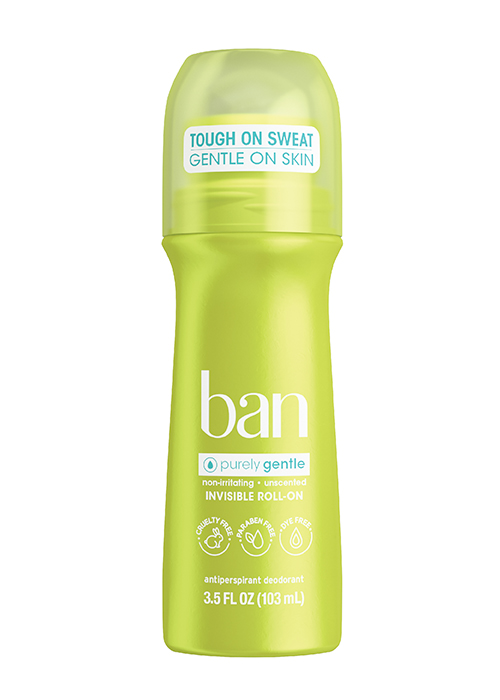 TOUGH ON SWEAT
GENTLE ON SKIN
ban
purely gentle
non-irritating • unscented
INVISIBLE ROLL-ON
CRUELTY FREE PARABEN FREE DYE FREE
antiperspirant deodorant
3.5 FL OZ (103 mL)